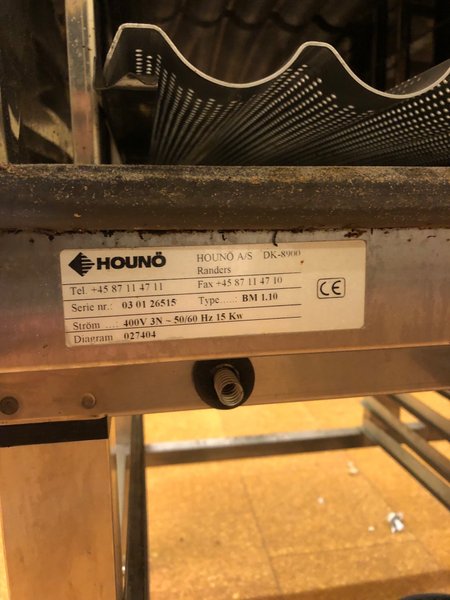 HOUNÖ
HOUNÖ A/S DK-8900
Randers
Tel. +45 87 11 47 11 Fax +45 87 11 47 10
Serie nr.: 03 01 26515 Type.....: BM 1.10
Ström ....: 400V 3N ~ 50/60 Hz 15 Kw
Diagram 027404
CE